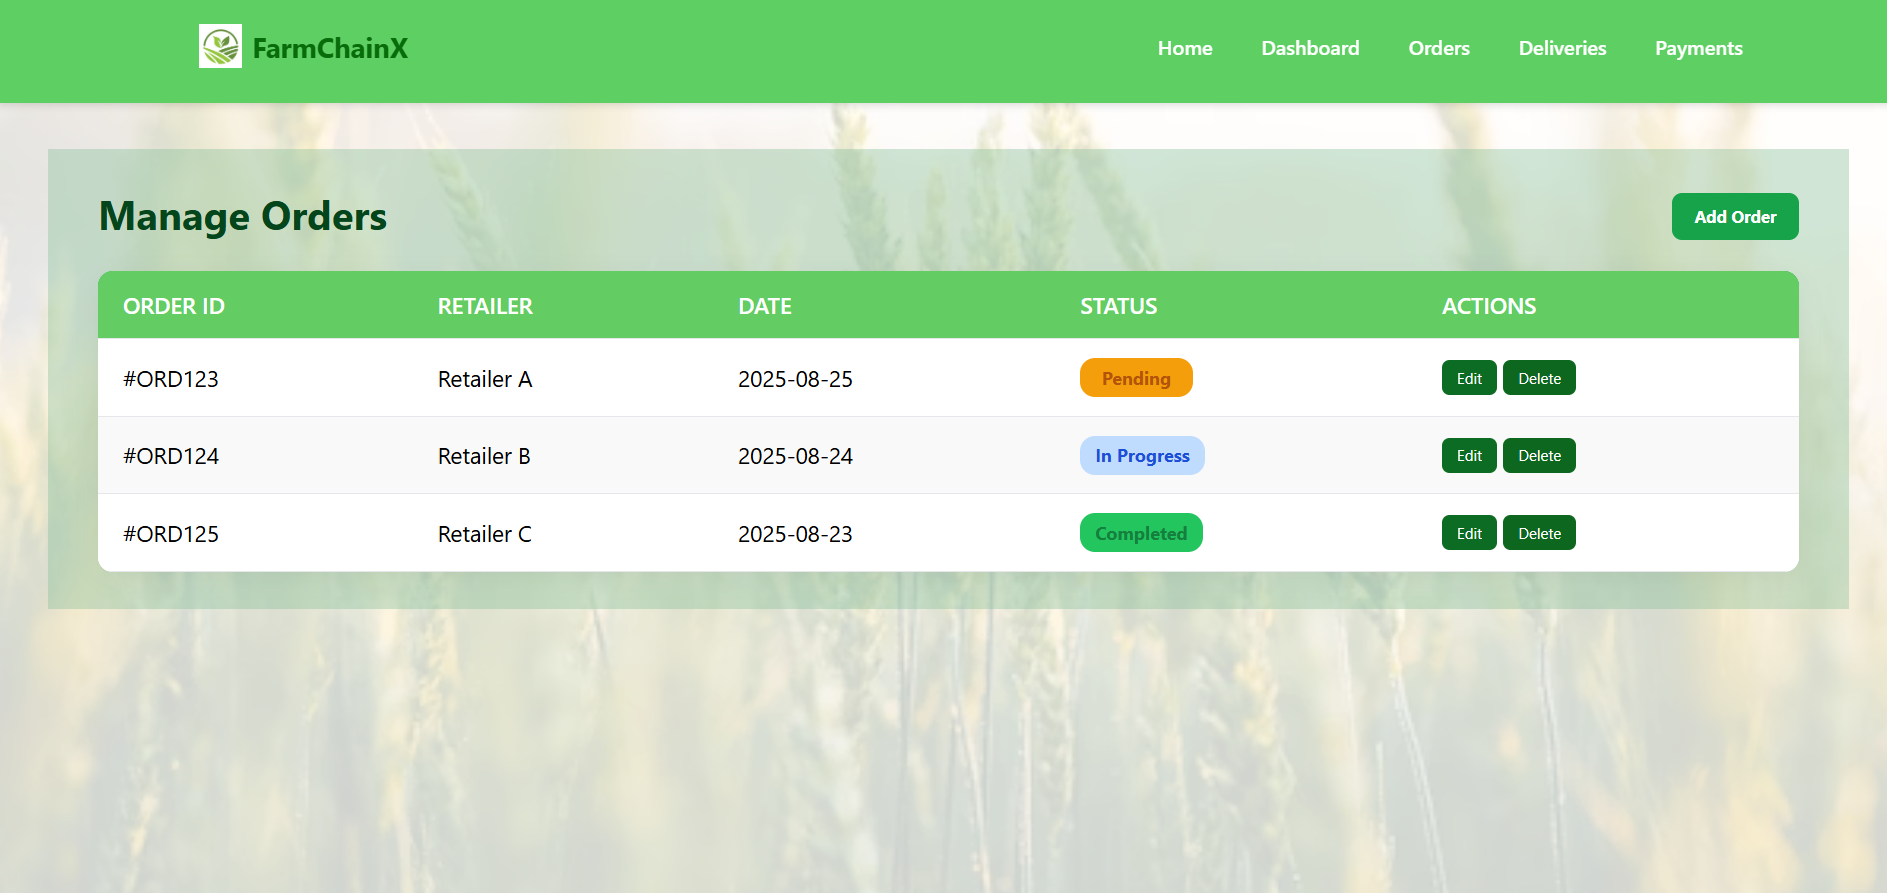 FarmChainX
Home Dashboard Orders Deliveries Payments
Manage Orders
Add Order
ORDER ID RETAILER DATE STATUS ACTIONS
#ORD123 Retailer A 2025-08-25 Pending Edit Delete
#ORD124 Retailer B 2025-08-24 In Progress Edit Delete
#ORD125 Retailer C 2025-08-23 Completed Edit Delete